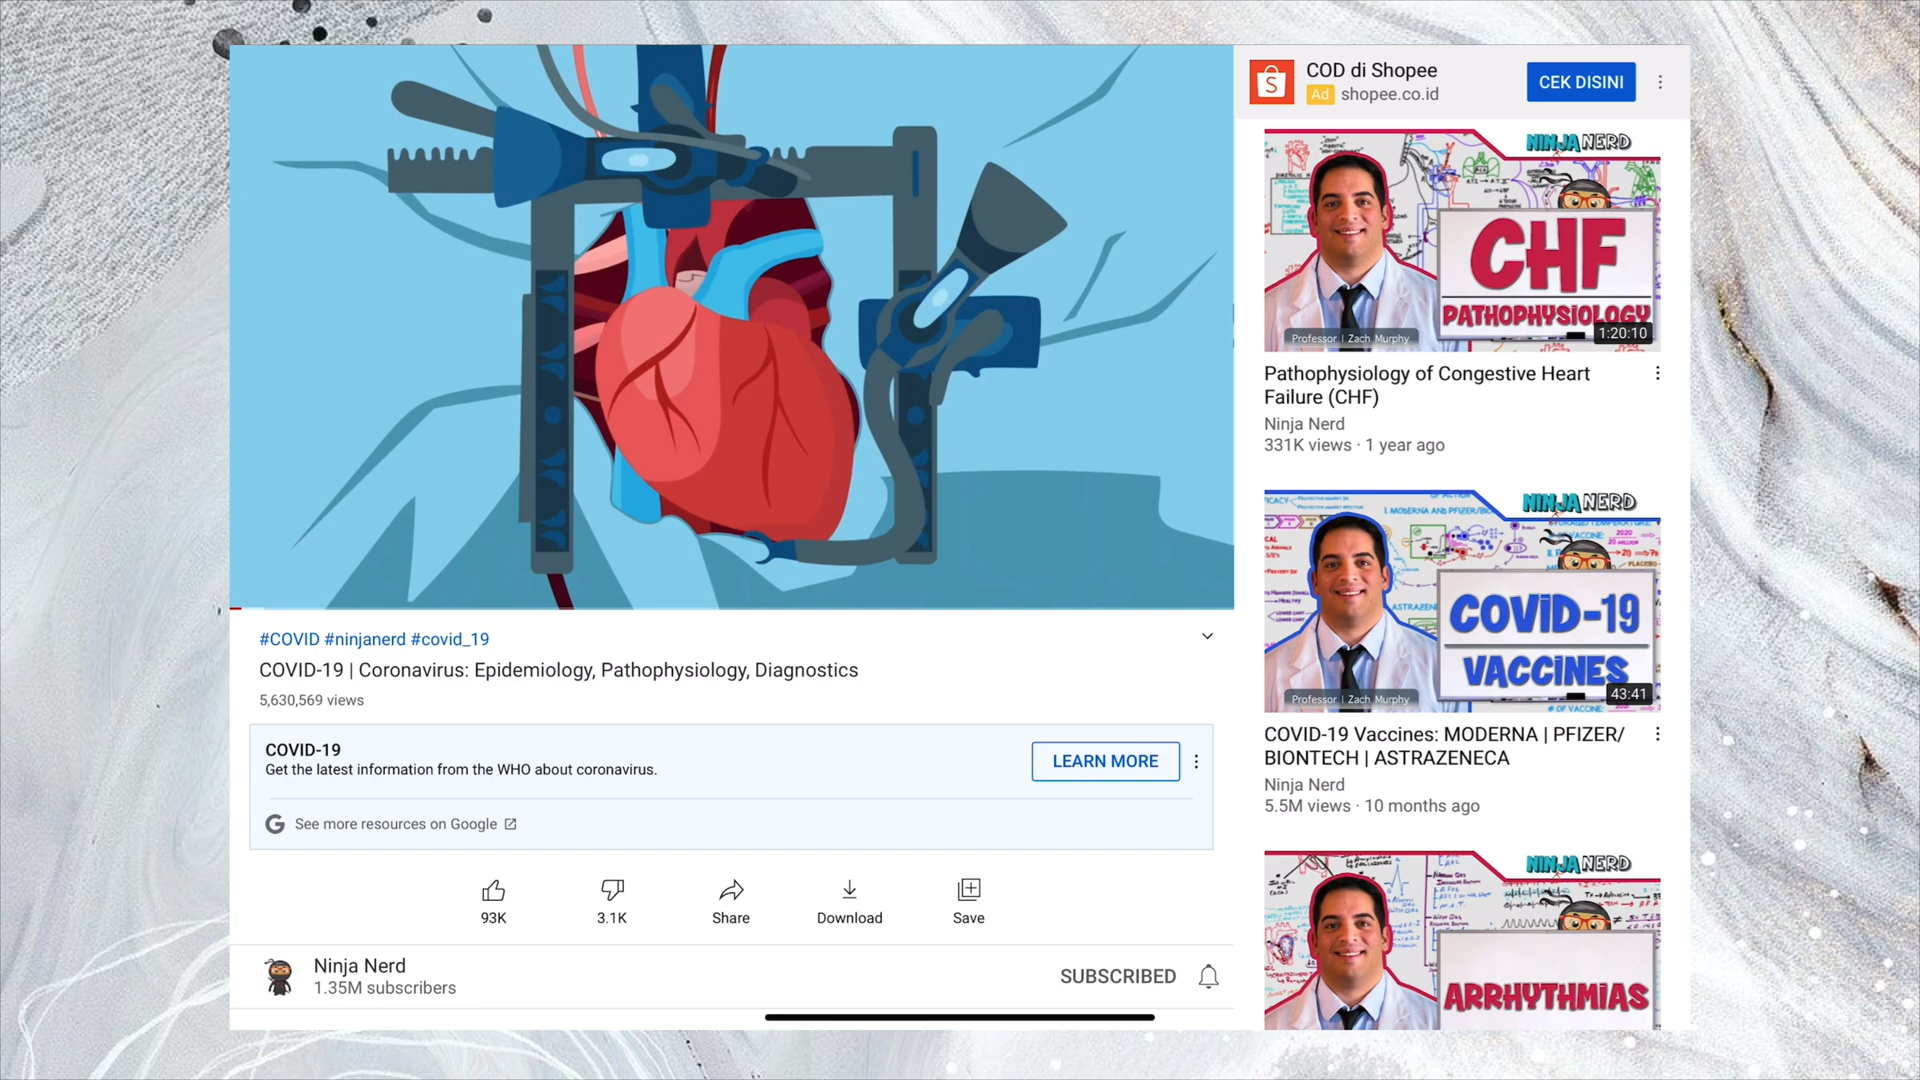 #COVID #ninjanerd #covid_19
COVID-19 | Coronavirus: Epidemiology, Pathophysiology, Diagnostics
5,630,569 views
COVID-19
Get the latest information from the WHO about coronavirus.
LEARN MORE
See more resources on Google
93K
3.1K
Share
Download
Save
Ninja Nerd
1.35M subscribers
SUBSCRIBED
COD di Shopee
Ad shopee.co.id
CEK DISINI
NINJA NERD
CHF
PATHOPHYSIOLOGY
Professor | Zach Murphy
1:20:10
Pathophysiology of Congestive Heart
Failure (CHF)
Ninja Nerd
331K views · 1 year ago
NINJA NERD
COVID-19
VACCINES
Professor | Zach Murphy
43:41
COVID-19 Vaccines: MODERNA | PFIZER/
BIONTECH | ASTRAZENECA
Ninja Nerd
5.5M views · 10 months ago
NINJA NERD
ARRHYTHMIAS